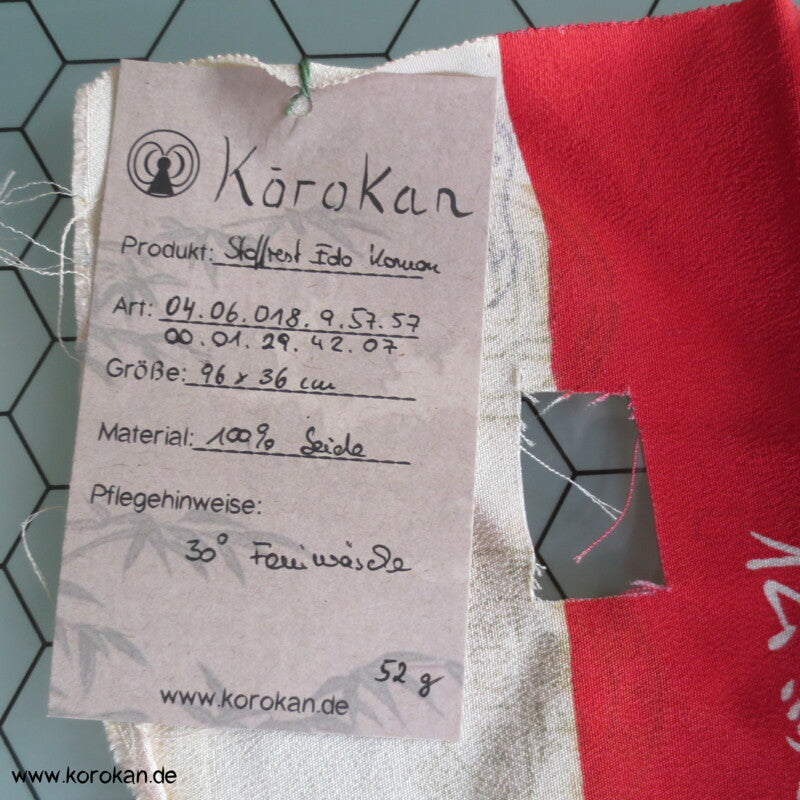 Kōrokan
Produkt: Stoffrest Edo Komon
Art: 04.06.018.9.57.57
00.01.29.42.07
Größe: 96 x 36 cm
Material: 100% Seide
Pflegehinweise:
30° Feinwäsche
52 g
www.korokan.de
www.korokan.de